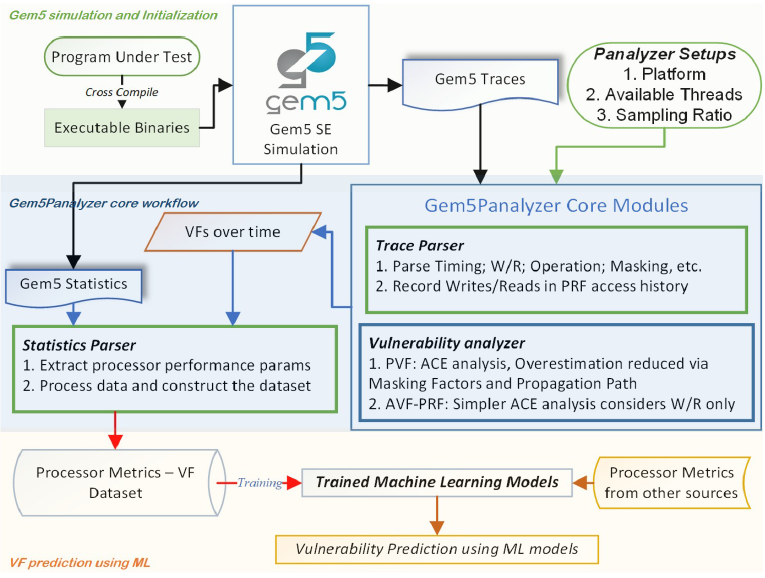 Gem5 simulation and Initialization
Program Under Test
Cross Compile
Executable Binaries
gem5
Gem5 SE
Simulation
Gem5 Traces
Panalyzer Setups
1. Platform
2. Available Threads
3. Sampling Ratio
Gem5Panalyzer core workflow
VFs over time
Gem5 Statistics
Statistics Parser
1. Extract processor performance params
2. Process data and construct the dataset
Gem5Panalyzer Core Modules
Trace Parser
1. Parse Timing; W/R; Operation; Masking, etc.
2. Record Writes/Reads in PRF access history
Vulnerability analyzer
1. PVF: ACE analysis, Overestimation reduced via
Masking Factors and Propagation Path
2. AVF-PRF: Simpler ACE analysis considers W/R only
Processor Metrics – VF
Dataset
Training
Trained Machine Learning Models
Processor Metrics
from other sources
Vulnerability Prediction using ML models
VF prediction using ML